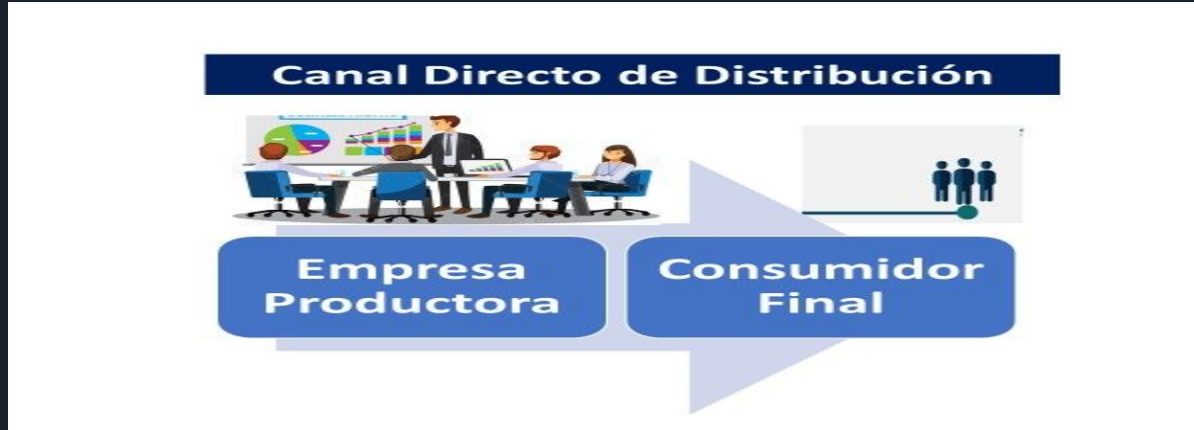 Canal Directo de Distribución
Empresa
Productora
Consumidor
Final